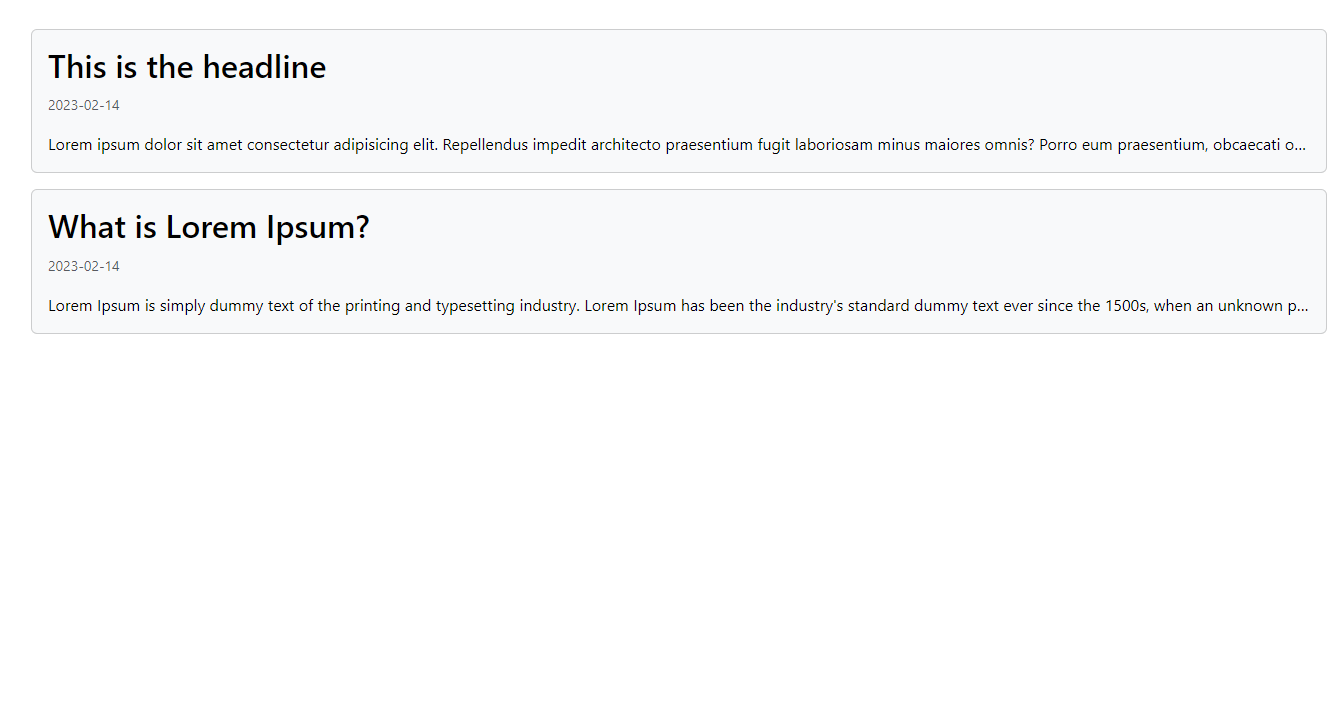 This is the headline
2023-02-14
Lorem ipsum dolor sit amet consectetur adipisicing elit. Repellendus impedit architecto praesentium fugit laboriosam minus maiores omnis? Porro eum praesentium, obcaecati o...
What is Lorem Ipsum?
2023-02-14
Lorem Ipsum is simply dummy text of the printing and typesetting industry. Lorem Ipsum has been the industry's standard dummy text ever since the 1500s, when an unknown p...